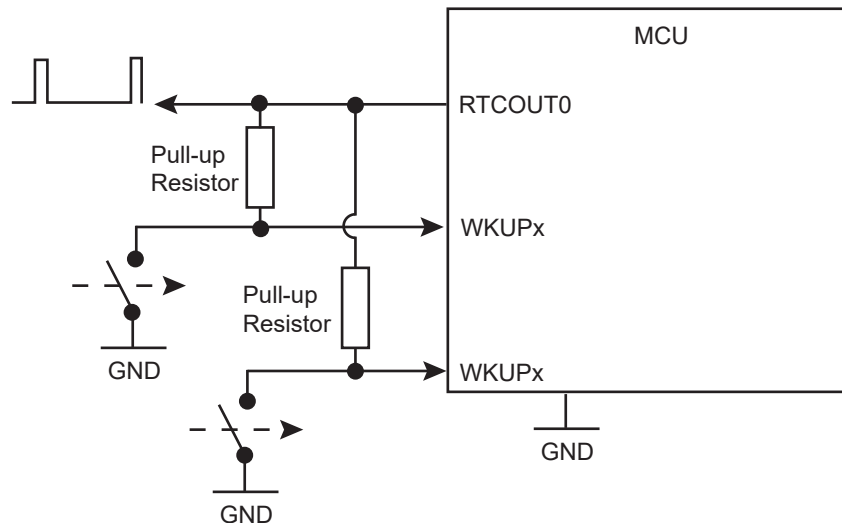 MCU
RTCOUT0
Pull-up
Resistor
WKUPx
Pull-up
Resistor
GND
WKUPx
GND
GND